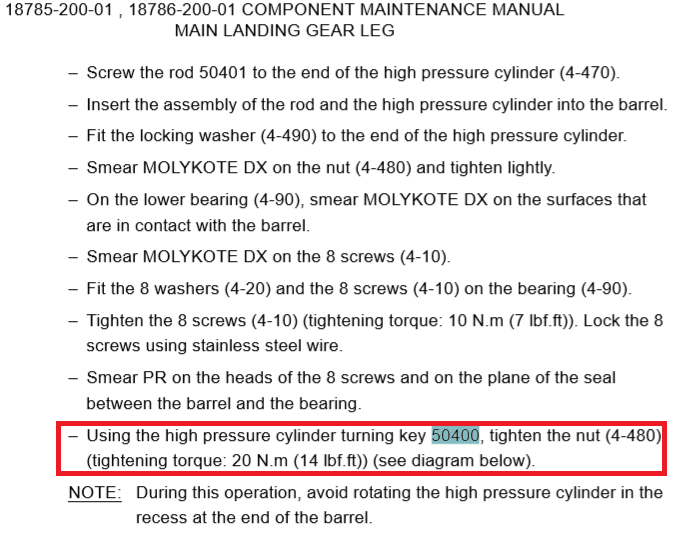 18785-200-01 , 18786-200-01 COMPONENT MAINTENANCE MANUAL
MAIN LANDING GEAR LEG
– Screw the rod 50401 to the end of the high pressure cylinder (4-470).
– Insert the assembly of the rod and the high pressure cylinder into the barrel.
– Fit the locking washer (4-490) to the end of the high pressure cylinder.
– Smear MOLYKOTE DX on the nut (4-480) and tighten lightly.
– On the lower bearing (4-90), smear MOLYKOTE DX on the surfaces that
are in contact with the barrel.
– Smear MOLYKOTE DX on the 8 screws (4-10).
– Fit the 8 washers (4-20) and the 8 screws (4-10) on the bearing (4-90).
– Tighten the 8 screws (4-10) (tightening torque: 10 N.m (7 lbf.ft)). Lock the 8
screws using stainless steel wire.
– Smear PR on the heads of the 8 screws and on the plane of the seal
between the barrel and the bearing.
– Using the high pressure cylinder turning key 50400, tighten the nut (4-480)
(tightening torque: 20 N.m (14 lbf.ft)) (see diagram below).
NOTE: During this operation, avoid rotating the high pressure cylinder in the
recess at the end of the barrel.